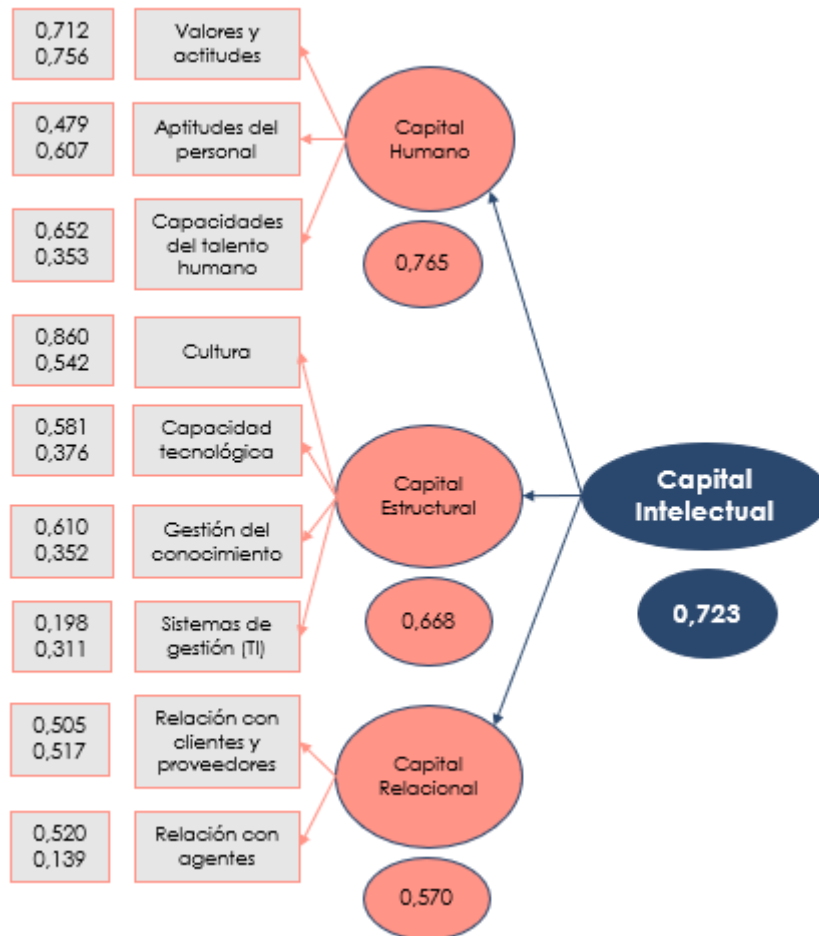 0,712
0,756
Valores y
actitudes
0,479
0,607
Aptitudes del
personal
0,652
0,353
Capacidades
del talento
humano
Capital
Humano
0,765
0,860
0,542
Cultura
0,581
0,376
Capacidad
tecnológica
0,610
0,352
Gestión del
conocimiento
0,198
0,311
Sistemas de
gestión (TI)
Capital
Estructural
0,668
0,505
0,517
Relación con
clientes y
proveedores
0,520
0,139
Relación con
agentes
Capital
Relacional
0,570
Capital
Intelectual
0,723